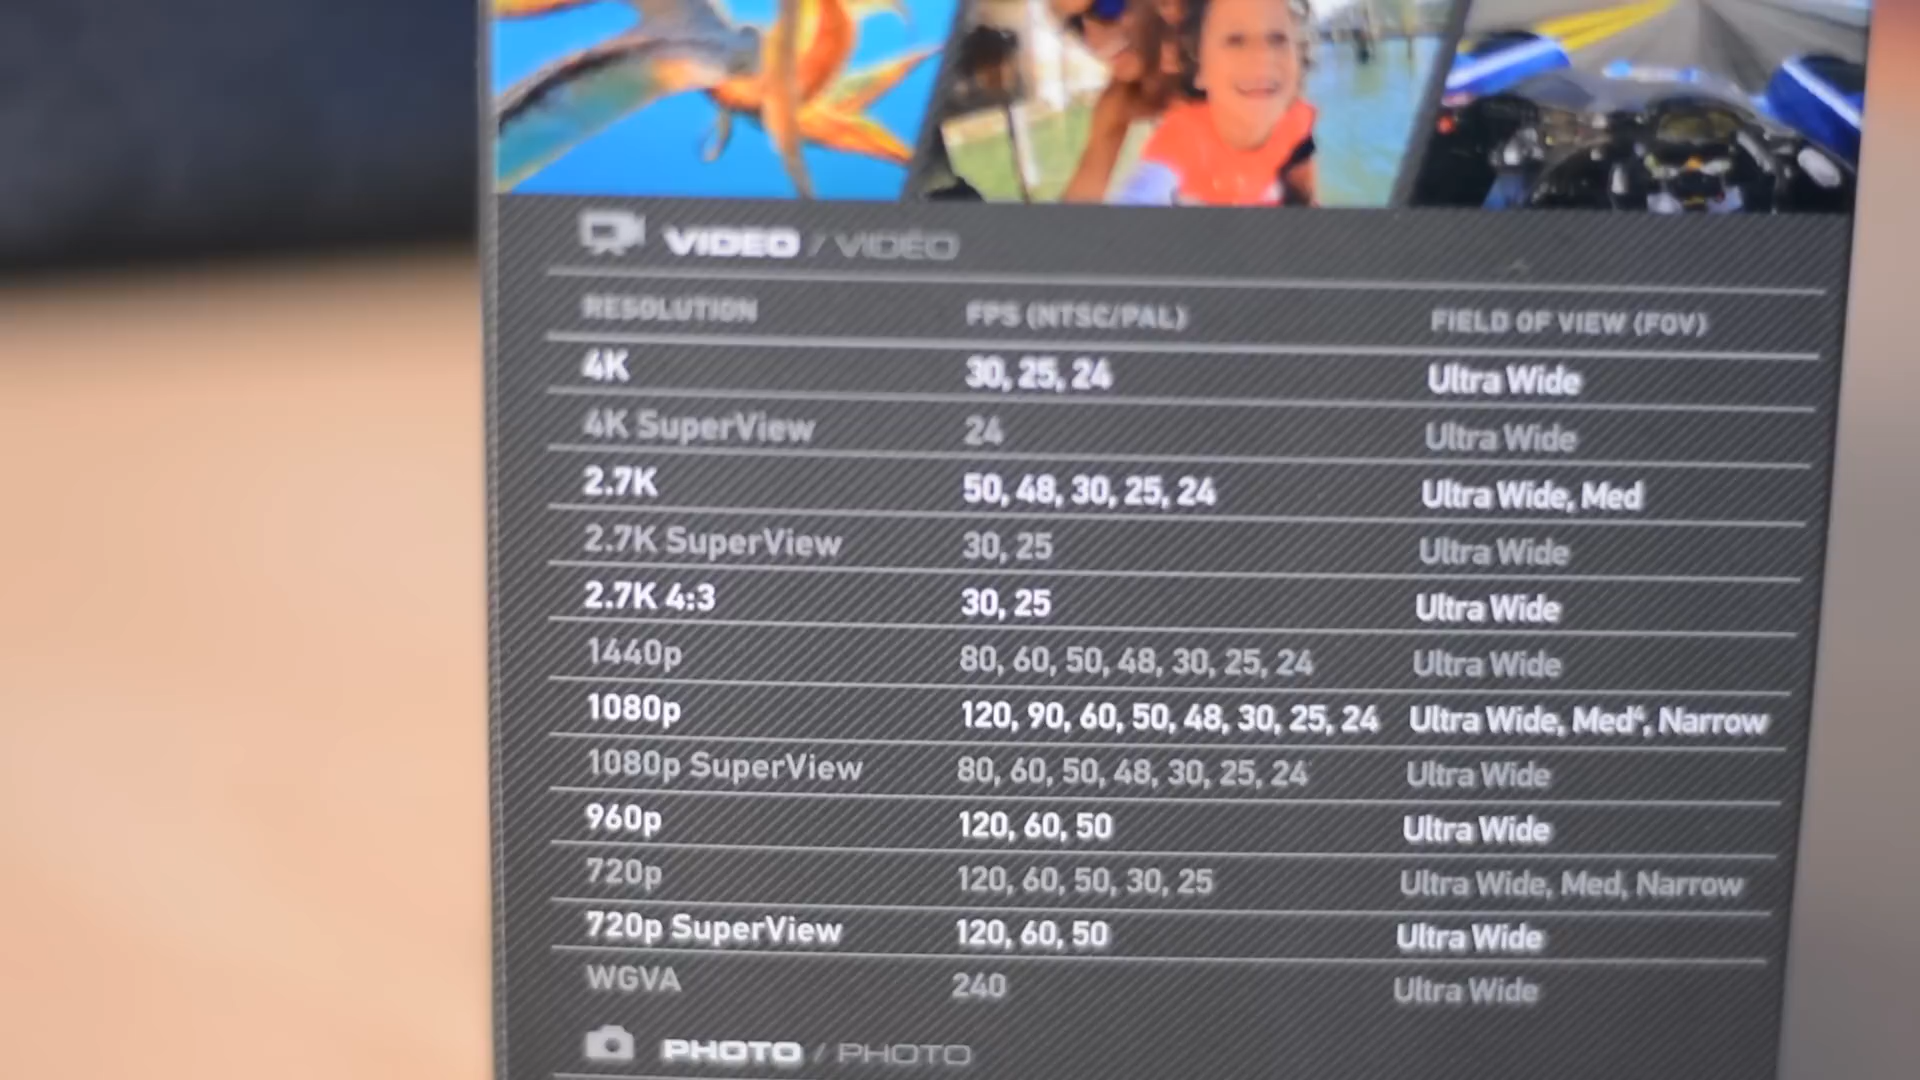 VIDEO / VIDÉO
RESOLUTION FPS (NTSC/PAL) FIELD OF VIEW (FOV)
4K 30, 25, 24 Ultra Wide
4K SuperView 24 Ultra Wide
2.7K 50, 48, 30, 25, 24 Ultra Wide, Med
2.7K SuperView 30, 25 Ultra Wide
2.7K 4:3 30, 25 Ultra Wide
1440p 80, 60, 50, 48, 30, 25, 24 Ultra Wide
1080p 120, 90, 60, 50, 48, 30, 25, 24 Ultra Wide, Med⁶, Narrow
1080p SuperView 80, 60, 50, 48, 30, 25, 24 Ultra Wide
960p 120, 60, 50 Ultra Wide
720p 120, 60, 50, 30, 25 Ultra Wide, Med, Narrow
720p SuperView 120, 60, 50 Ultra Wide
WGVA 240 Ultra Wide
PHOTO / PHOTO